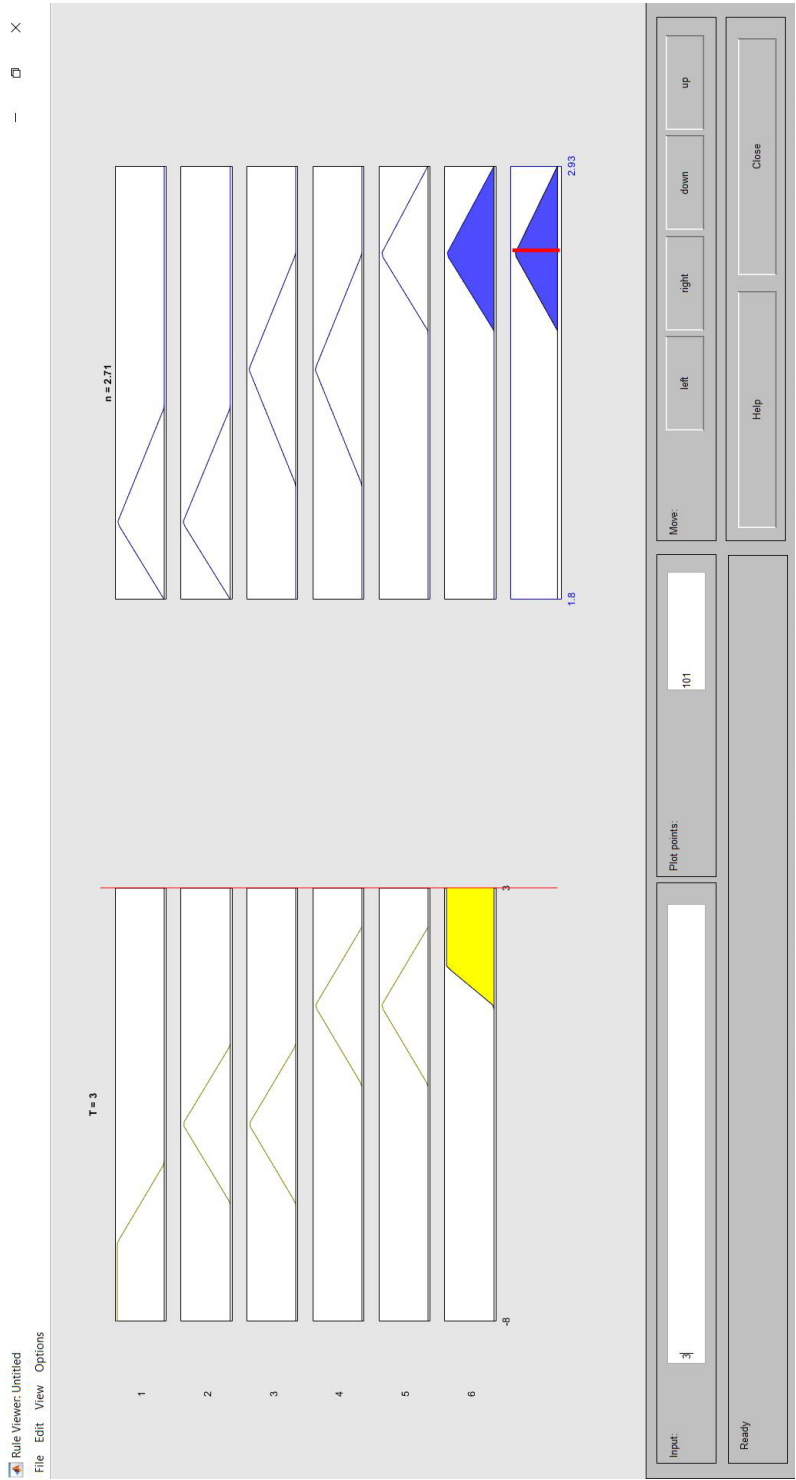 Rule Viewer: Untitled
File Edit View Options
T = 3
n = 2.71
1
2
3
4
5
6
-8
3
1.8
2.93
Input:
3
Plot points:
101
Move:
left
right
down
up
Ready
Help
Close